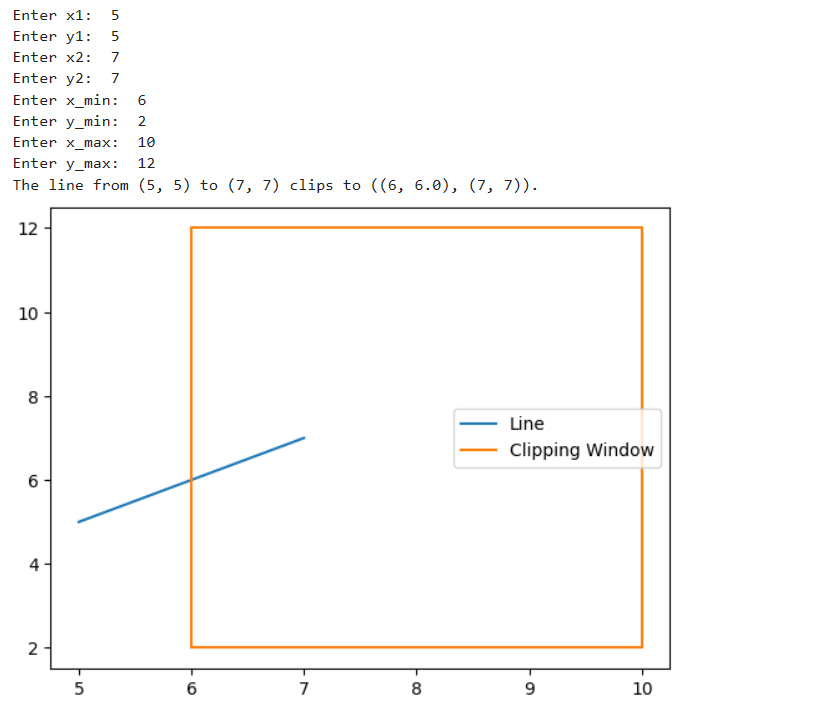 Enter x1:  5
Enter y1:  5
Enter x2:  7
Enter y2:  7
Enter x_min:  6
Enter y_min:  2
Enter x_max:  10
Enter y_max:  12
The line from (5, 5) to (7, 7) clips to ((6, 6.0), (7, 7)).
12
10
8
Line
Clipping Window
6
4
2
5 6 7 8 9 10